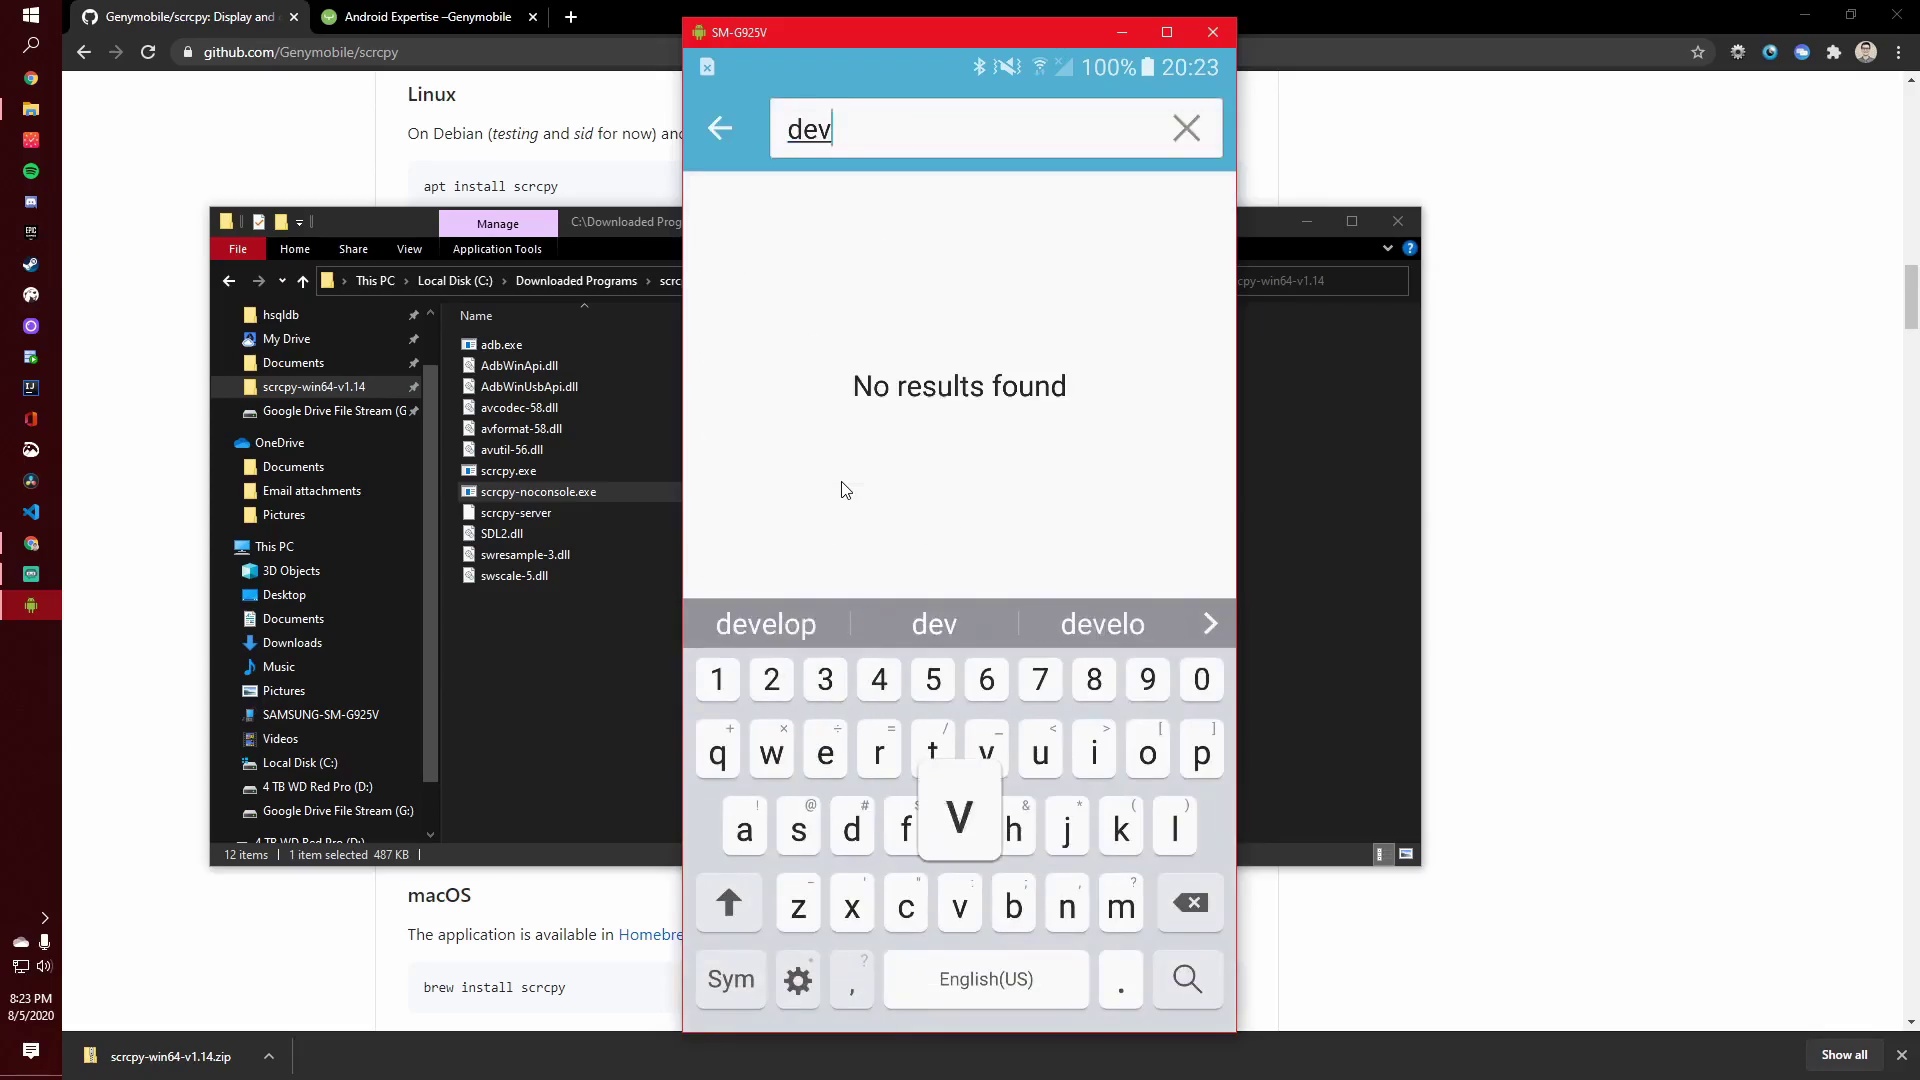 Genymobile/scrcpy: Display and
Android Expertise –Genymobile
github.com/Genymobile/scrcpy
Linux
On Debian (testing and sid for now) and
apt install scrcpy
Manage
C:\Downloaded Prog
File
Home
Share
View
Application Tools
This PC
Local Disk (C:)
Downloaded Programs
scrc
cpy-win64-v1.14
hsqldb
My Drive
Documents
scrcpy-win64-v1.14
Google Drive File Stream (G
OneDrive
Documents
Email attachments
Pictures
This PC
3D Objects
Desktop
Documents
Downloads
Music
Pictures
SAMSUNG-SM-G925V
Videos
Local Disk (C:)
4 TB WD Red Pro (D:)
Google Drive File Stream (G:)
4 TB WD Red Pro (D:)
Name
adb.exe
AdbWinApi.dll
AdbWinUsbApi.dll
avcodec-58.dll
avformat-58.dll
avutil-56.dll
scrcpy.exe
scrcpy-noconsole.exe
scrcpy-server
SDL2.dll
swresample-3.dll
swscale-5.dll
12 items
1 item selected 487 KB
SM-G925V
100% 20:23
dev
No results found
develop dev develo
1 2 3 4 5 6 7 8 9 0
+ × ÷ = / _ < > [ ]
q w e r t y u i o p
! @ # & * ( )
a s d f v h j k l
- ' " : ; , ?
z x c v b n m
Sym , ? English(US) .
macOS
The application is available in Homebre
brew install scrcpy
8:23 PM
8/5/2020
scrcpy-win64-v1.14.zip
Show all